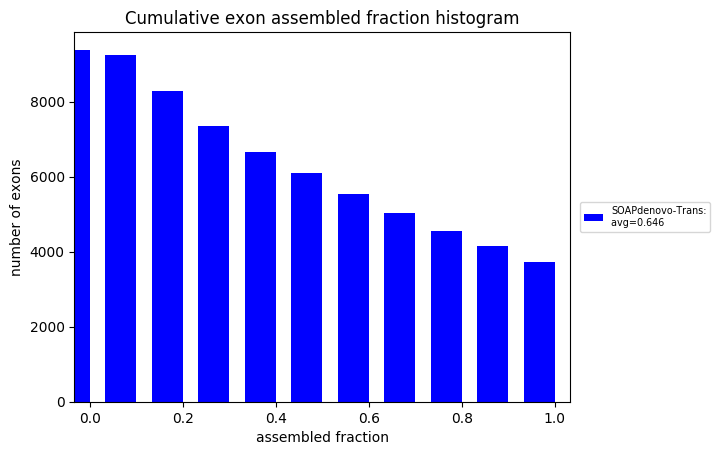 Cumulative exon assembled fraction histogram
number of exons
8000
6000
4000
2000
0
0.0
0.2
0.4
0.6
0.8
1.0
assembled fraction
SOAPdenovo-Trans:
avg=0.646